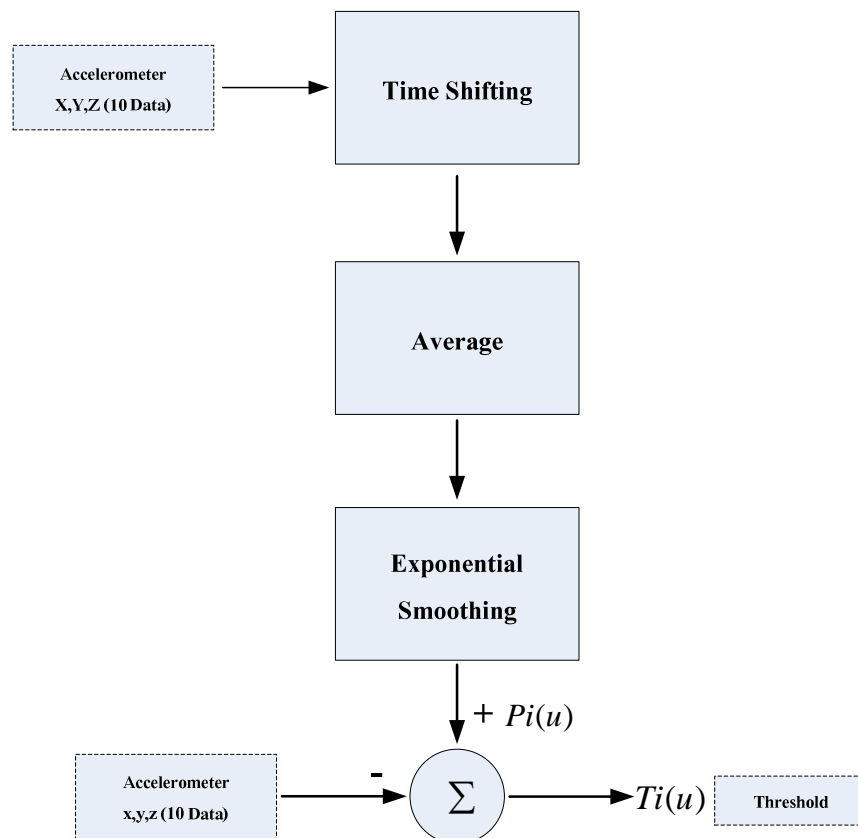 Accelerometer
X,Y,Z (10 Data)
Time Shifting
Average
Exponential
Smoothing
+ Pi(u)
Accelerometer
x,y,z (10 Data)
-
Σ
Ti(u)
Threshold